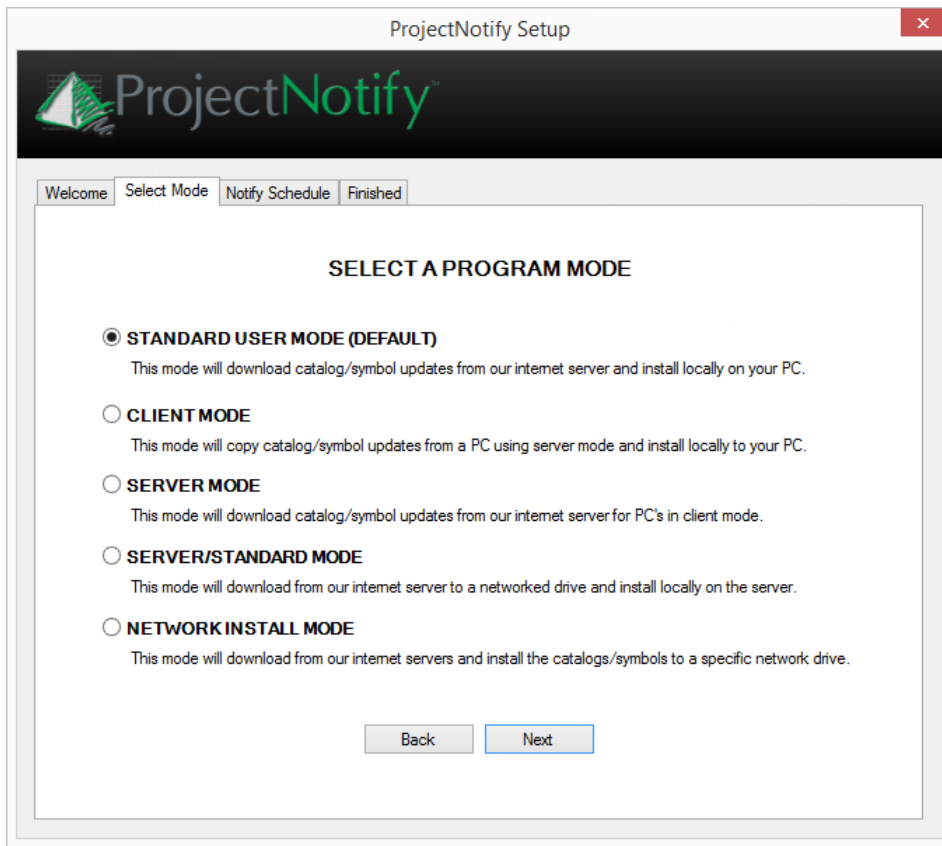 ProjectNotify Setup
ProjectNotify™
Welcome
Select Mode
Notify Schedule
Finished
SELECT A PROGRAM MODE
STANDARD USER MODE (DEFAULT)
This mode will download catalog/symbol updates from our internet server and install locally on your PC.
CLIENT MODE
This mode will copy catalog/symbol updates from a PC using server mode and install locally to your PC.
SERVER MODE
This mode will download catalog/symbol updates from our internet server for PC's in client mode.
SERVER/STANDARD MODE
This mode will download from our internet server to a networked drive and install locally on the server.
NETWORK INSTALL MODE
This mode will download from our internet servers and install the catalogs/symbols to a specific network drive.
Back
Next